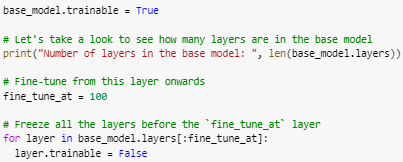 base_model.trainable = True
# Let's take a look to see how many layers are in the base model
print("Number of layers in the base model: ", len(base_model.layers))
# Fine-tune from this layer onwards
fine_tune_at = 100
# Freeze all the layers before the `fine_tune_at` layer
for layer in base_model.layers[:fine_tune_at]:
  layer.trainable = False